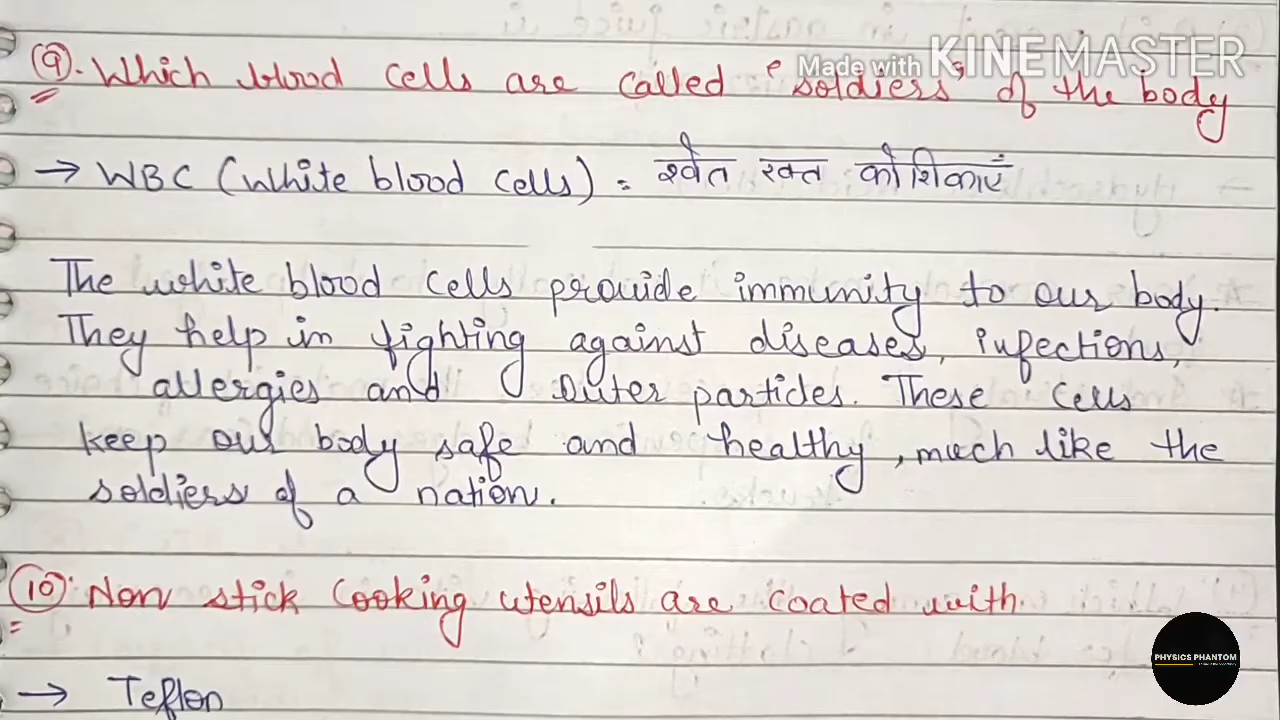 Made with KINEMASTER
(9). Which blood cells are called 'soldiers' of the body
→ WBC (White blood cells) = श्वेत रक्त कोशिकाएं
The white blood cells provide immunity to our body.
They help in fighting against diseases, infections,
allergies and outer particles. These cells
keep our body safe and healthy, much like the
soldiers of a nation.
(10). Non stick cooking utensils are coated with.
→ Teflon
PHYSICS PHANTOM